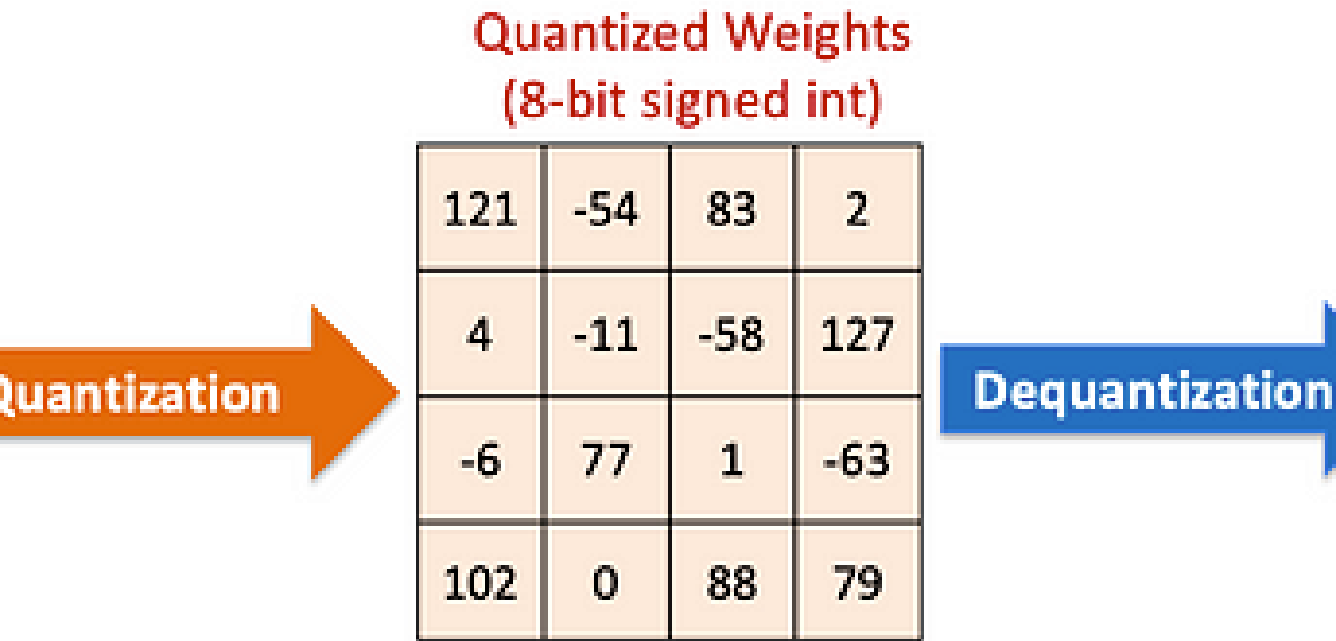 Quantized Weights
(8-bit signed int)
121 -54 83 2
4 -11 -58 127
Quantization
Dequantization
-6 77 1 -63
102 0 88 79